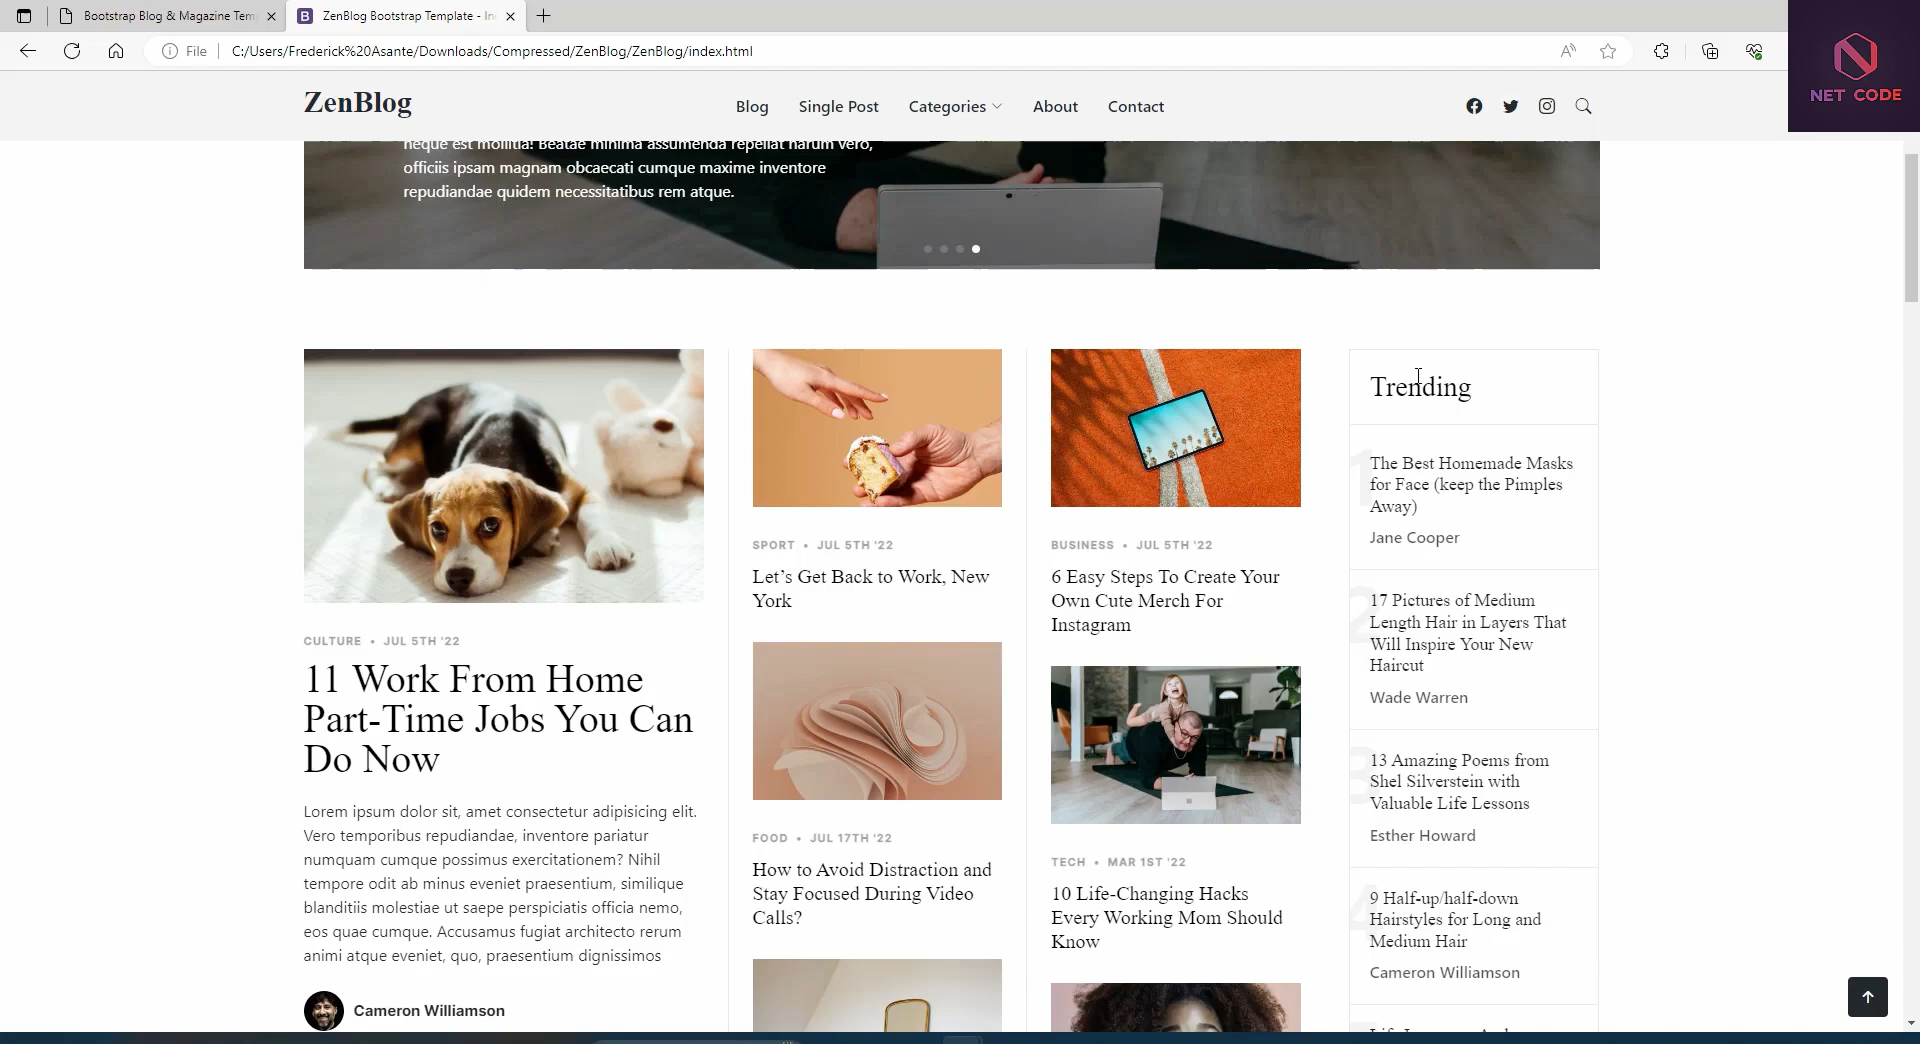 Bootstrap Blog & Magazine Tem
ZenBlog Bootstrap Template - In
File
C:/Users/Frederick%20Asante/Downloads/Compressed/ZenBlog/ZenBlog/index.html
NET CODE
ZenBlog
Blog
Single Post
Categories
About
Contact
neque est mollitia! Beatae minima assumenda repellat harum vero,
officiis ipsam magnam obcaecati cumque maxime inventore
repudiandae quidem necessitatibus rem atque.
CULTURE • JUL 5TH '22
11 Work From Home
Part-Time Jobs You Can
Do Now
Lorem ipsum dolor sit, amet consectetur adipisicing elit.
Vero temporibus repudiandae, inventore pariatur
numquam cumque possimus exercitationem? Nihil
tempore odit ab minus eveniet praesentium, similique
blanditiis molestiae ut saepe perspiciatis officia nemo,
eos quae cumque. Accusamus fugiat architecto rerum
animi atque eveniet, quo, praesentium dignissimos
Cameron Williamson
SPORT • JUL 5TH '22
Let’s Get Back to Work, New
York
FOOD • JUL 17TH '22
How to Avoid Distraction and
Stay Focused During Video
Calls?
BUSINESS • JUL 5TH '22
6 Easy Steps To Create Your
Own Cute Merch For
Instagram
TECH • MAR 1ST '22
10 Life-Changing Hacks
Every Working Mom Should
Know
Trending
1
The Best Homemade Masks
for Face (keep the Pimples
Away)
Jane Cooper
2
17 Pictures of Medium
Length Hair in Layers That
Will Inspire Your New
Haircut
Wade Warren
3
13 Amazing Poems from
Shel Silverstein with
Valuable Life Lessons
Esther Howard
4
9 Half-up/half-down
Hairstyles for Long and
Medium Hair
Cameron Williamson